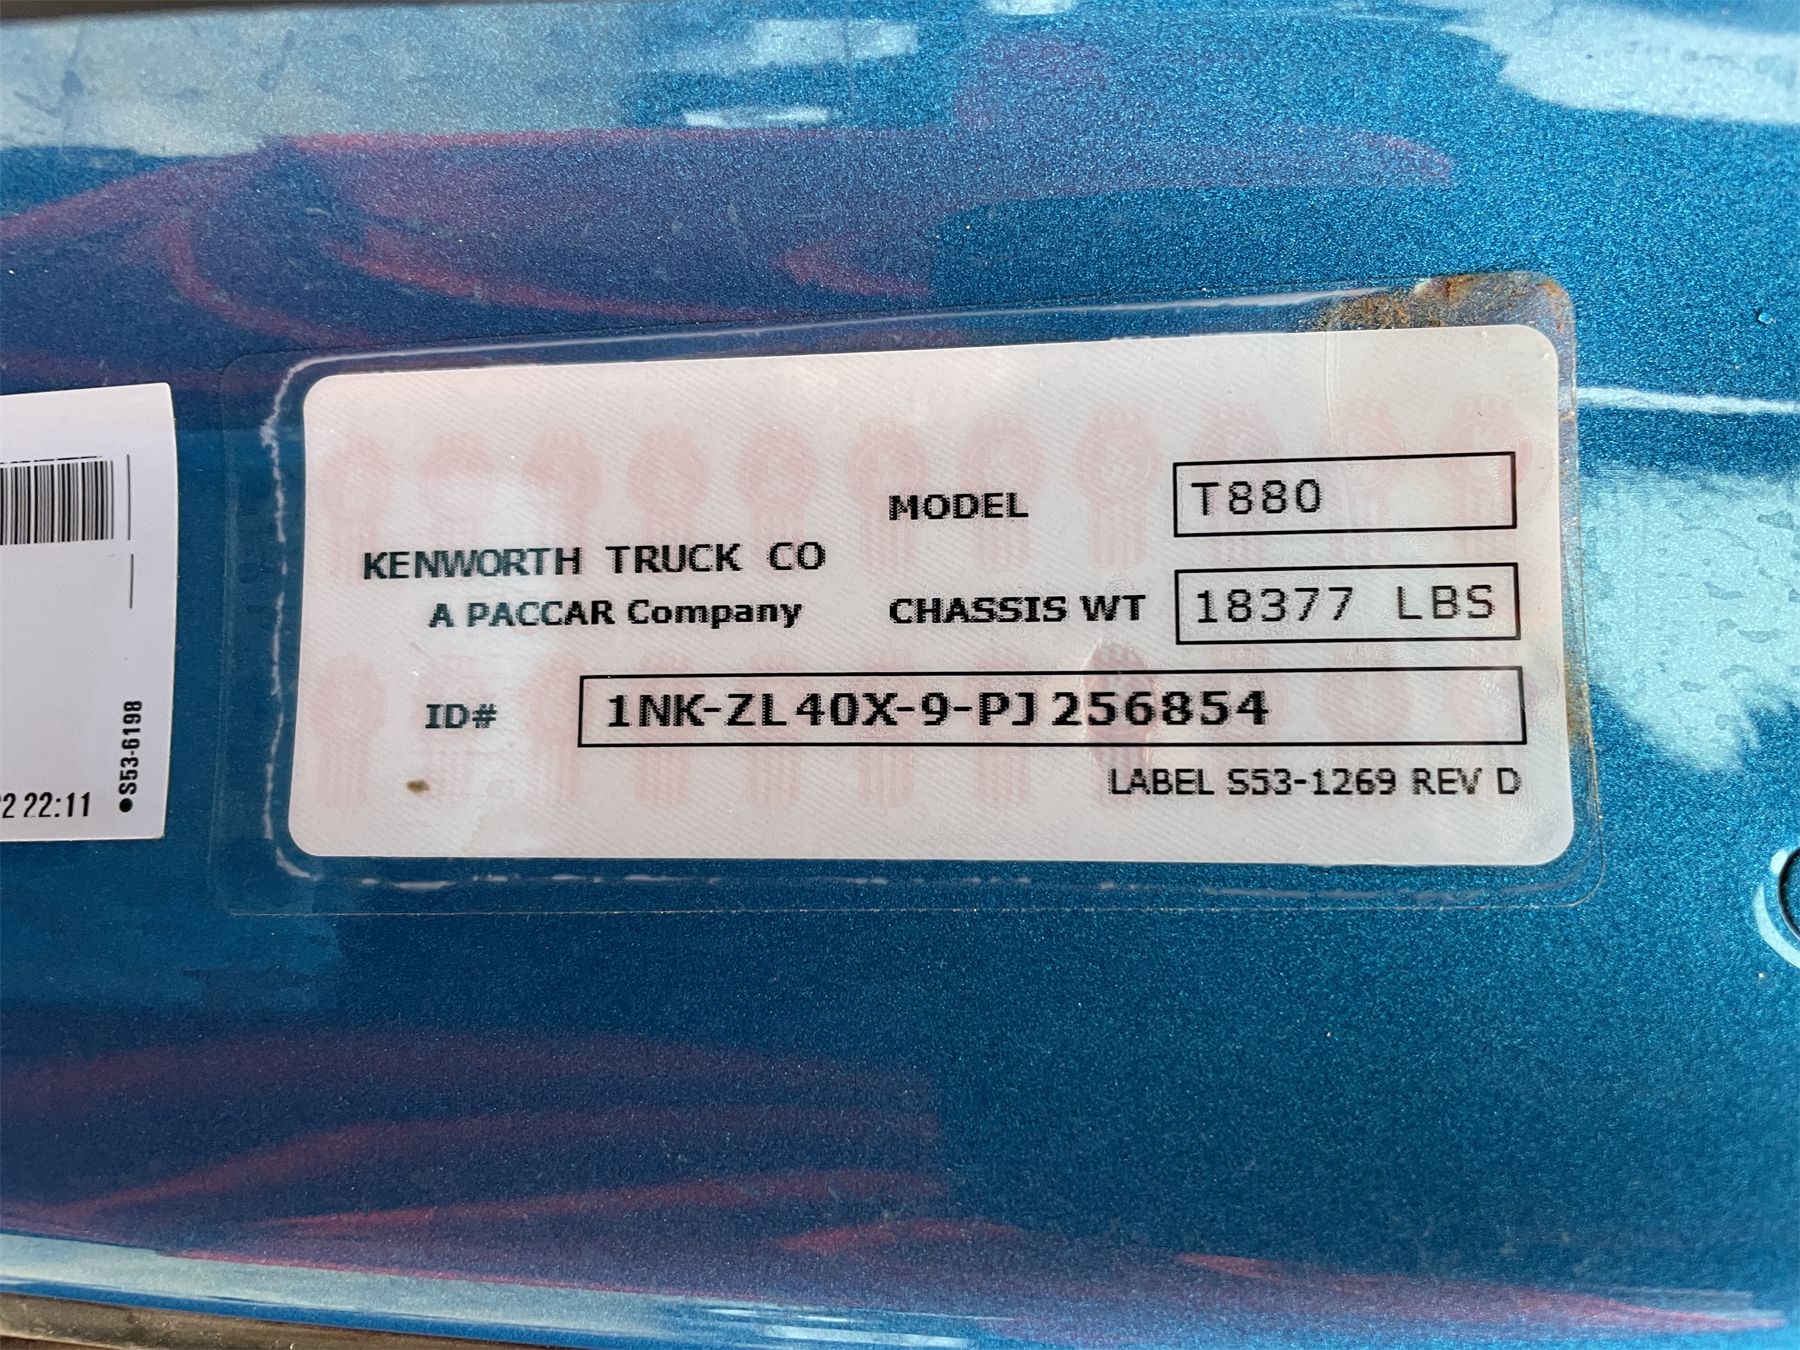 MODEL T880
KENWORTH TRUCK CO
A PACCAR Company
CHASSIS WT 18377 LBS
ID# 1NK-ZL40X-9-PJ256854
LABEL S53-1269 REV D
2 22:11
●S53-6198